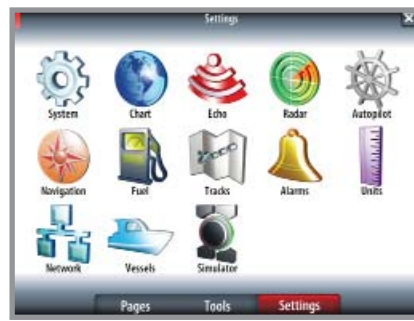 Settings
System Chart Echo Radar Autopilot
Navigation Fuel Tracks Alarms Units
Network Vessels Simulator
Pages Tools Settings